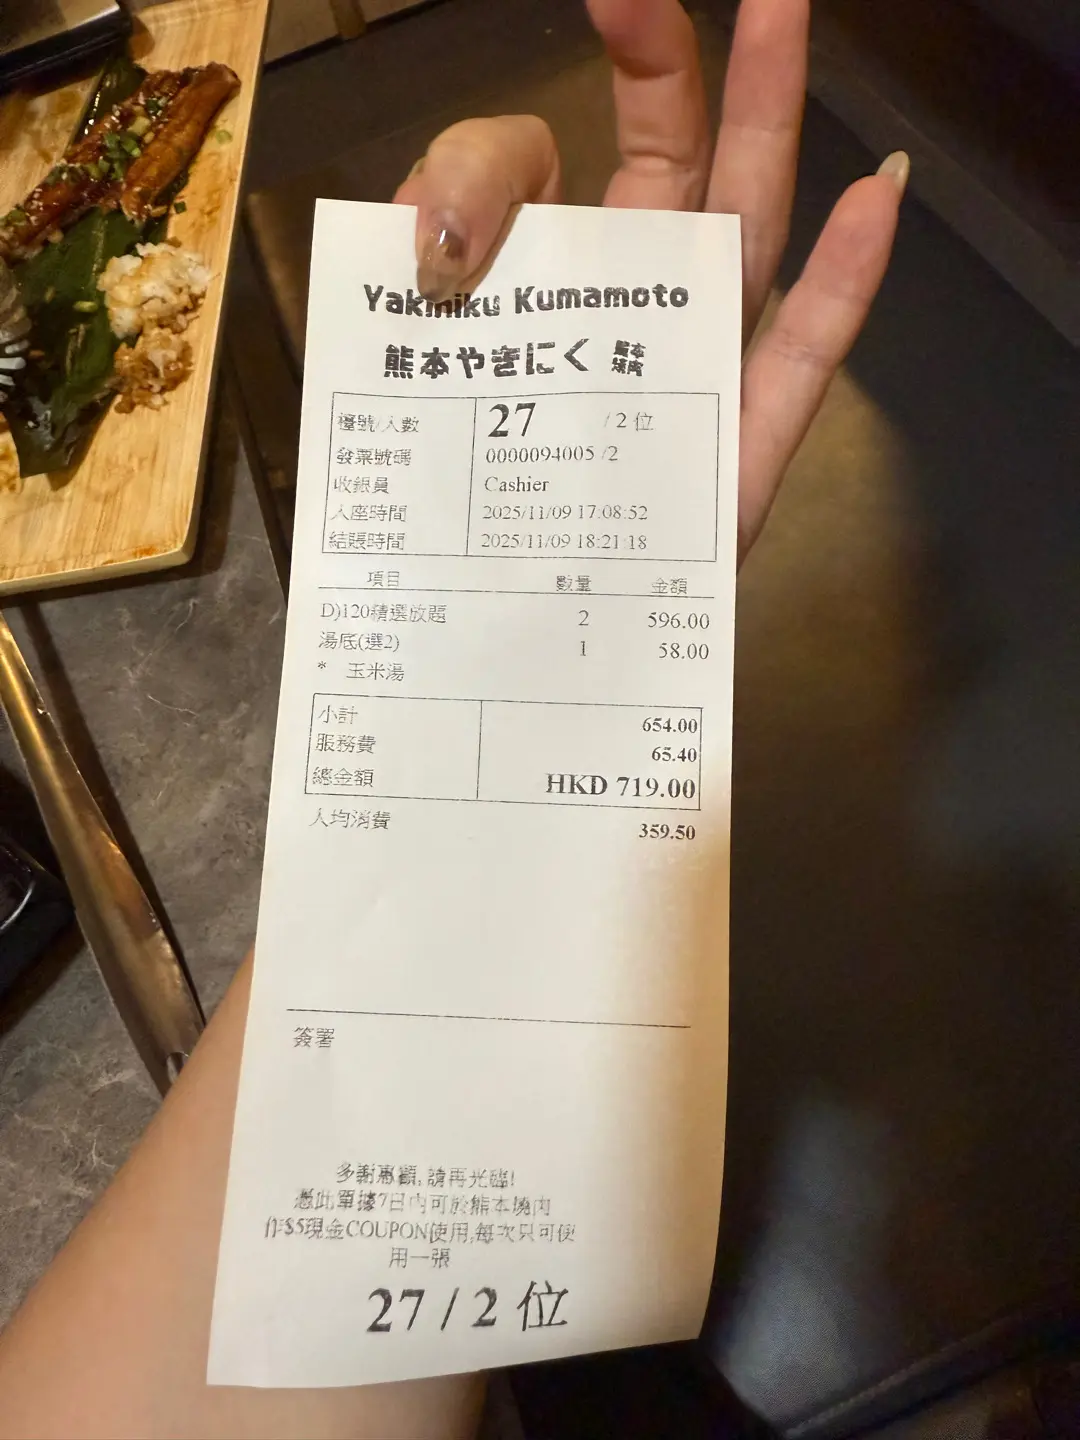 Yakiniku Kumamoto
熊本やきにく 熊本焼肉
檯號/人數 27 / 2 位
發票號碼 0000094005 /2
收銀員 Cashier
入座時間 2025/11/09 17:08:52
結賬時間 2025/11/09 18:21:18
項目 數量 金額
D)120精選放題 2 596.00
湯底(選2) 1 58.00
* 玉米湯
小計 654.00
服務費 65.40
總金額 HKD 719.00
人均消費 359.50
簽署
多謝惠顧,請再光臨!
憑此單據7日內可於熊本燒肉
作$5現金COUPON使用,每次只可使
用一張
27 / 2 位